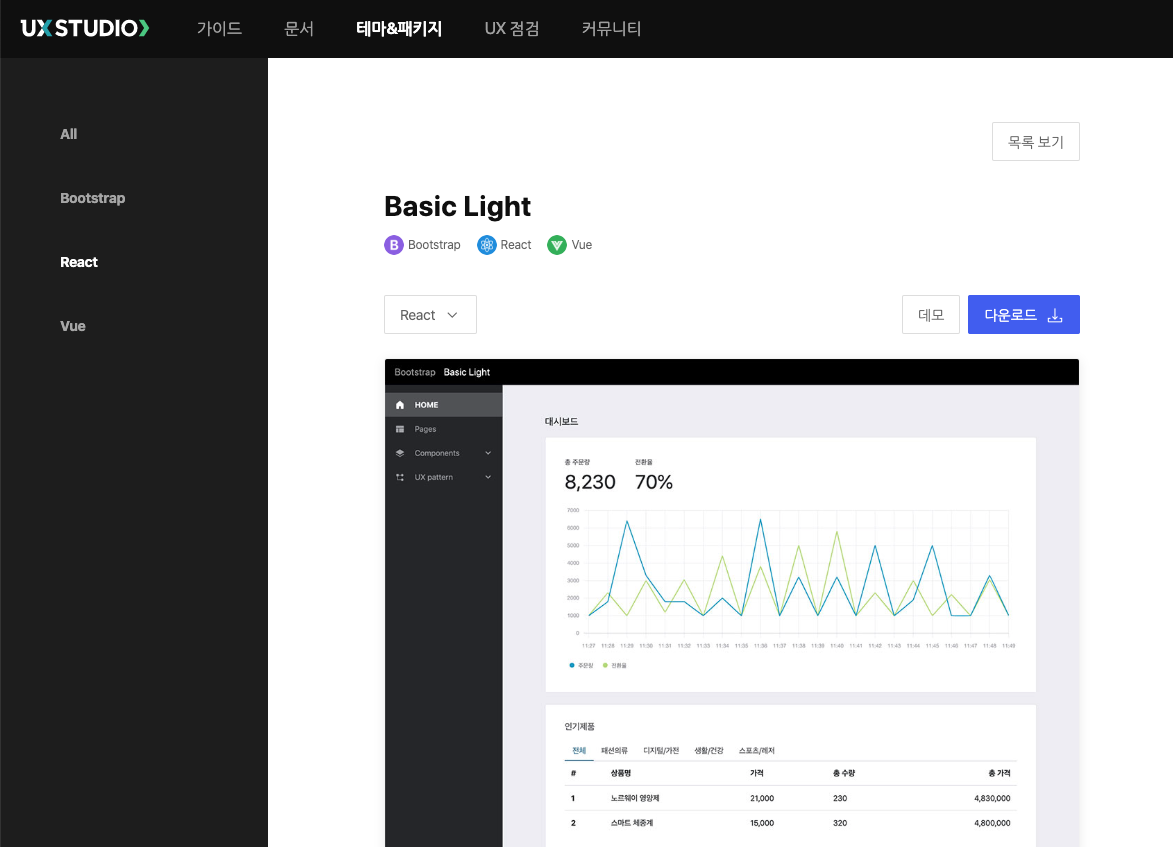 UXSTUDIO 가이드 문서 테마&패키지 UX 점검 커뮤니티
All
Bootstrap
React
Vue
목록 보기
Basic Light
B Bootstrap React Vue
React 데모 다운로드
Bootstrap Basic Light
HOME
Pages
Components
UX pattern
대시보드
총 주문량 전환율
8,230 70%
7000
6000
5000
4000
3000
2000
1000
0
11:27 11:28 11:29 11:30 11:31 11:32 11:33 11:34 11:35 11:36 11:37 11:38 11:39 11:40 11:41 11:42 11:43 11:44 11:45 11:46 11:47 11:48 11:49
주문량 전환율
인기제품
전체 패션의류 디지털/가전 생활/건강 스포츠/레저
# 상품명 가격 총 수량 총 가격
1 노르웨이 영양제 21,000 230 4,830,000
2 스마트 체중계 15,000 320 4,800,000